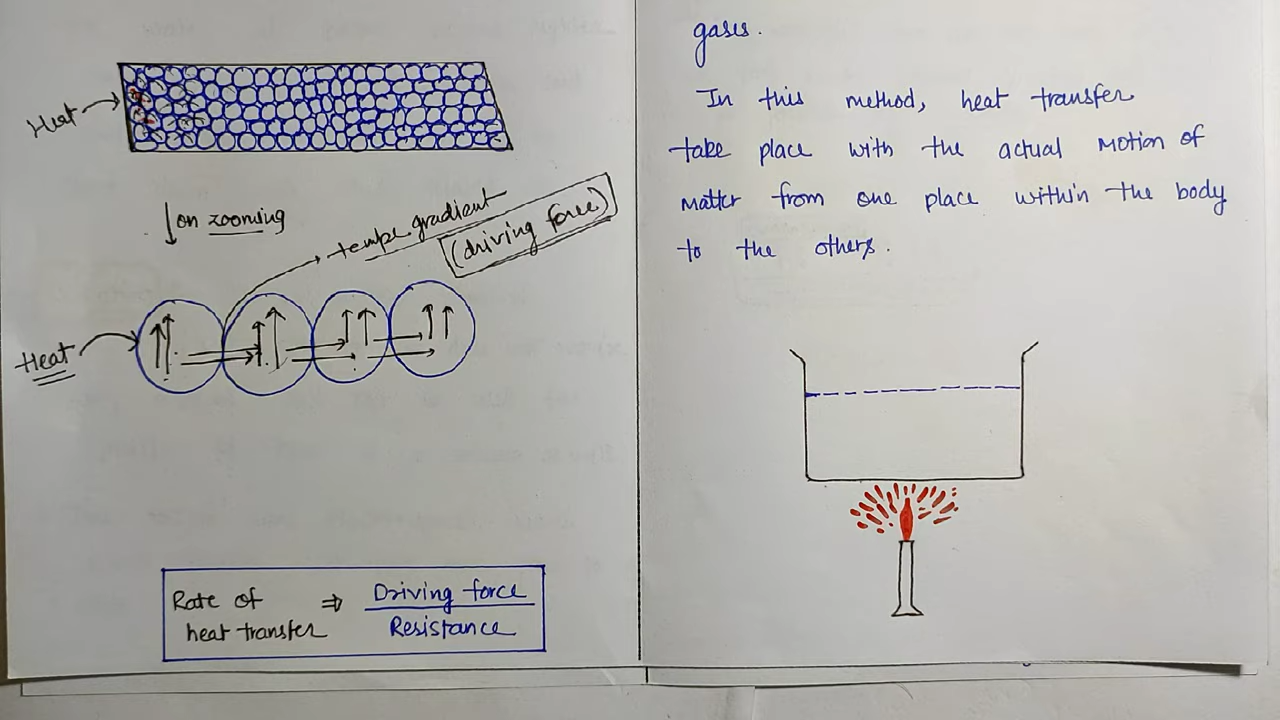 Heat
↓ on zooming
tempe gradient
(driving force)
Heat
Rate of heat transfer ⇒ Driving force / Resistance
gases.
In this method, heat transfer
take place with the actual motion of
matter from one place within the body
to the others.